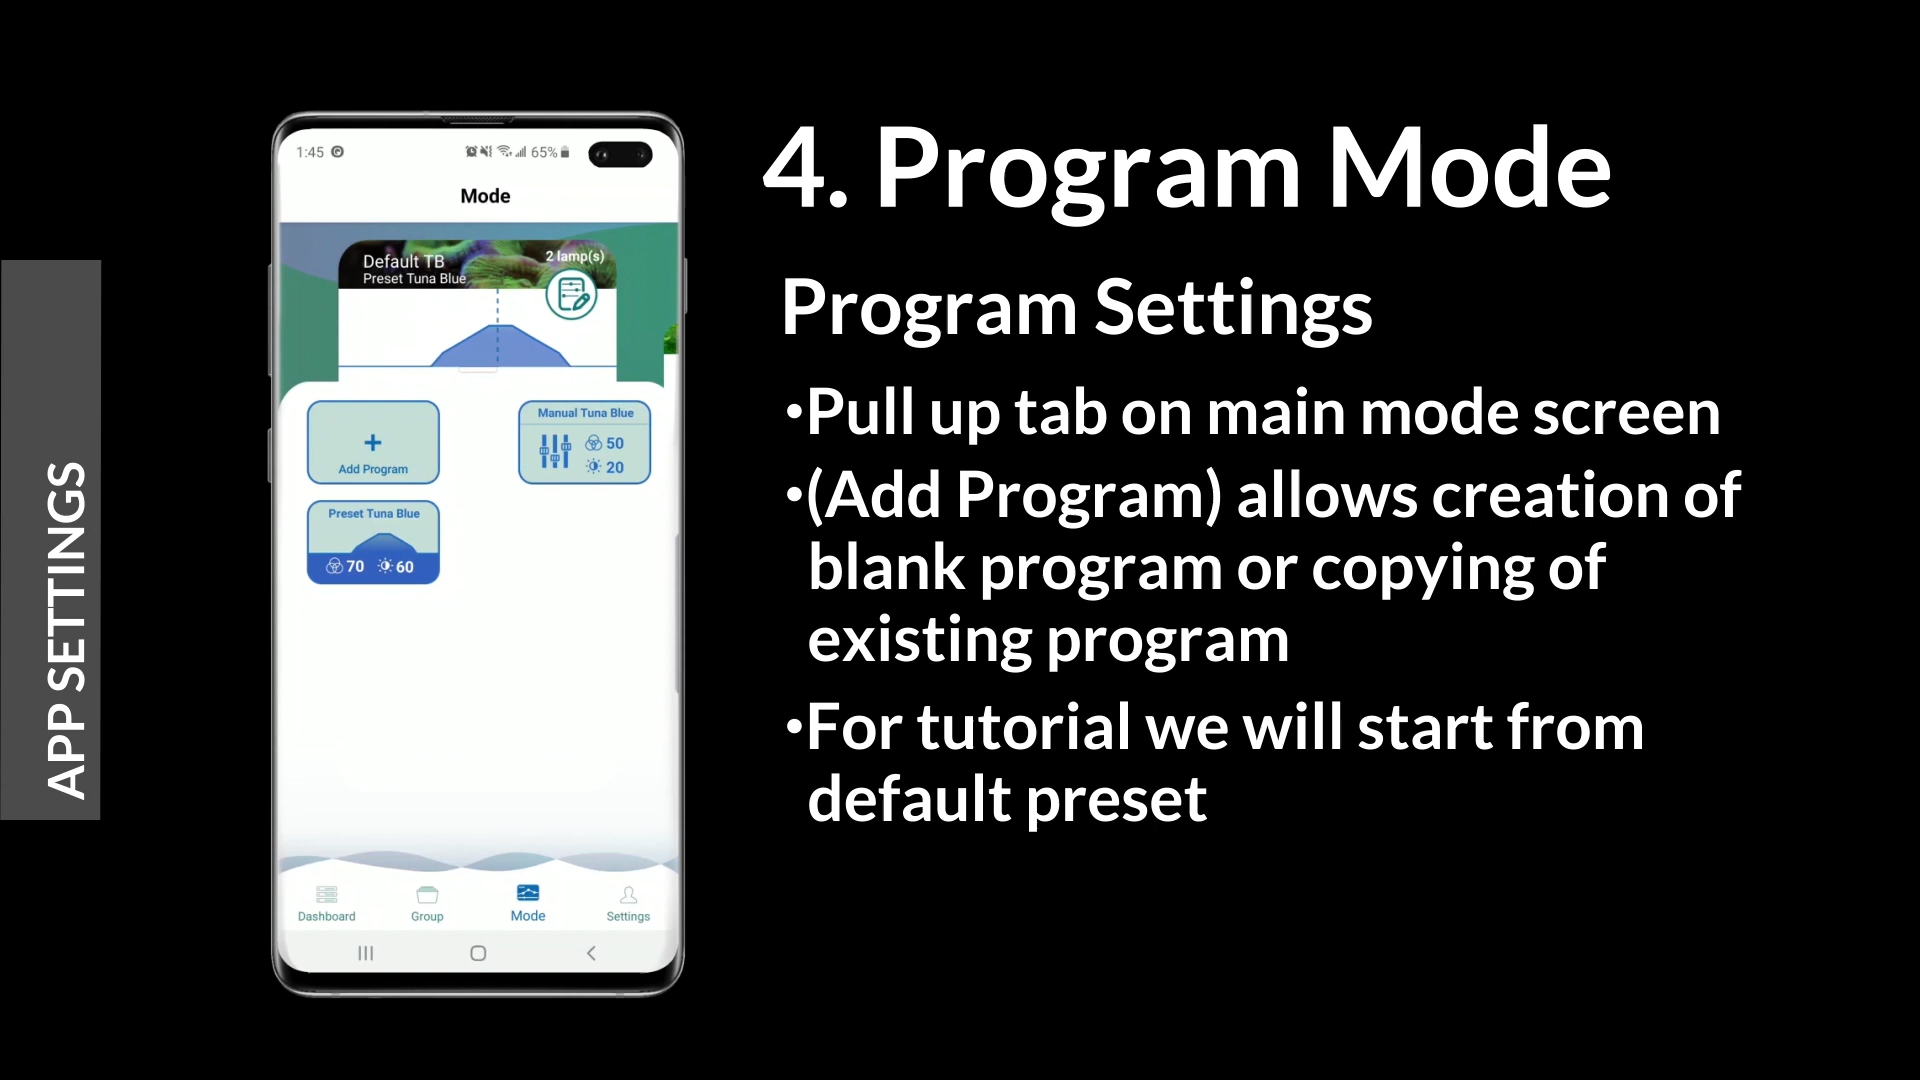 APP SETTINGS
1:45
65%
Mode
Default TB
Preset Tuna Blue
2 lamp(s)
+
Add Program
Manual Tuna Blue
50
20
Preset Tuna Blue
70 60
Dashboard Group Mode Settings
4. Program Mode
Program Settings
•Pull up tab on main mode screen
•(Add Program) allows creation of
blank program or copying of
existing program
•For tutorial we will start from
default preset